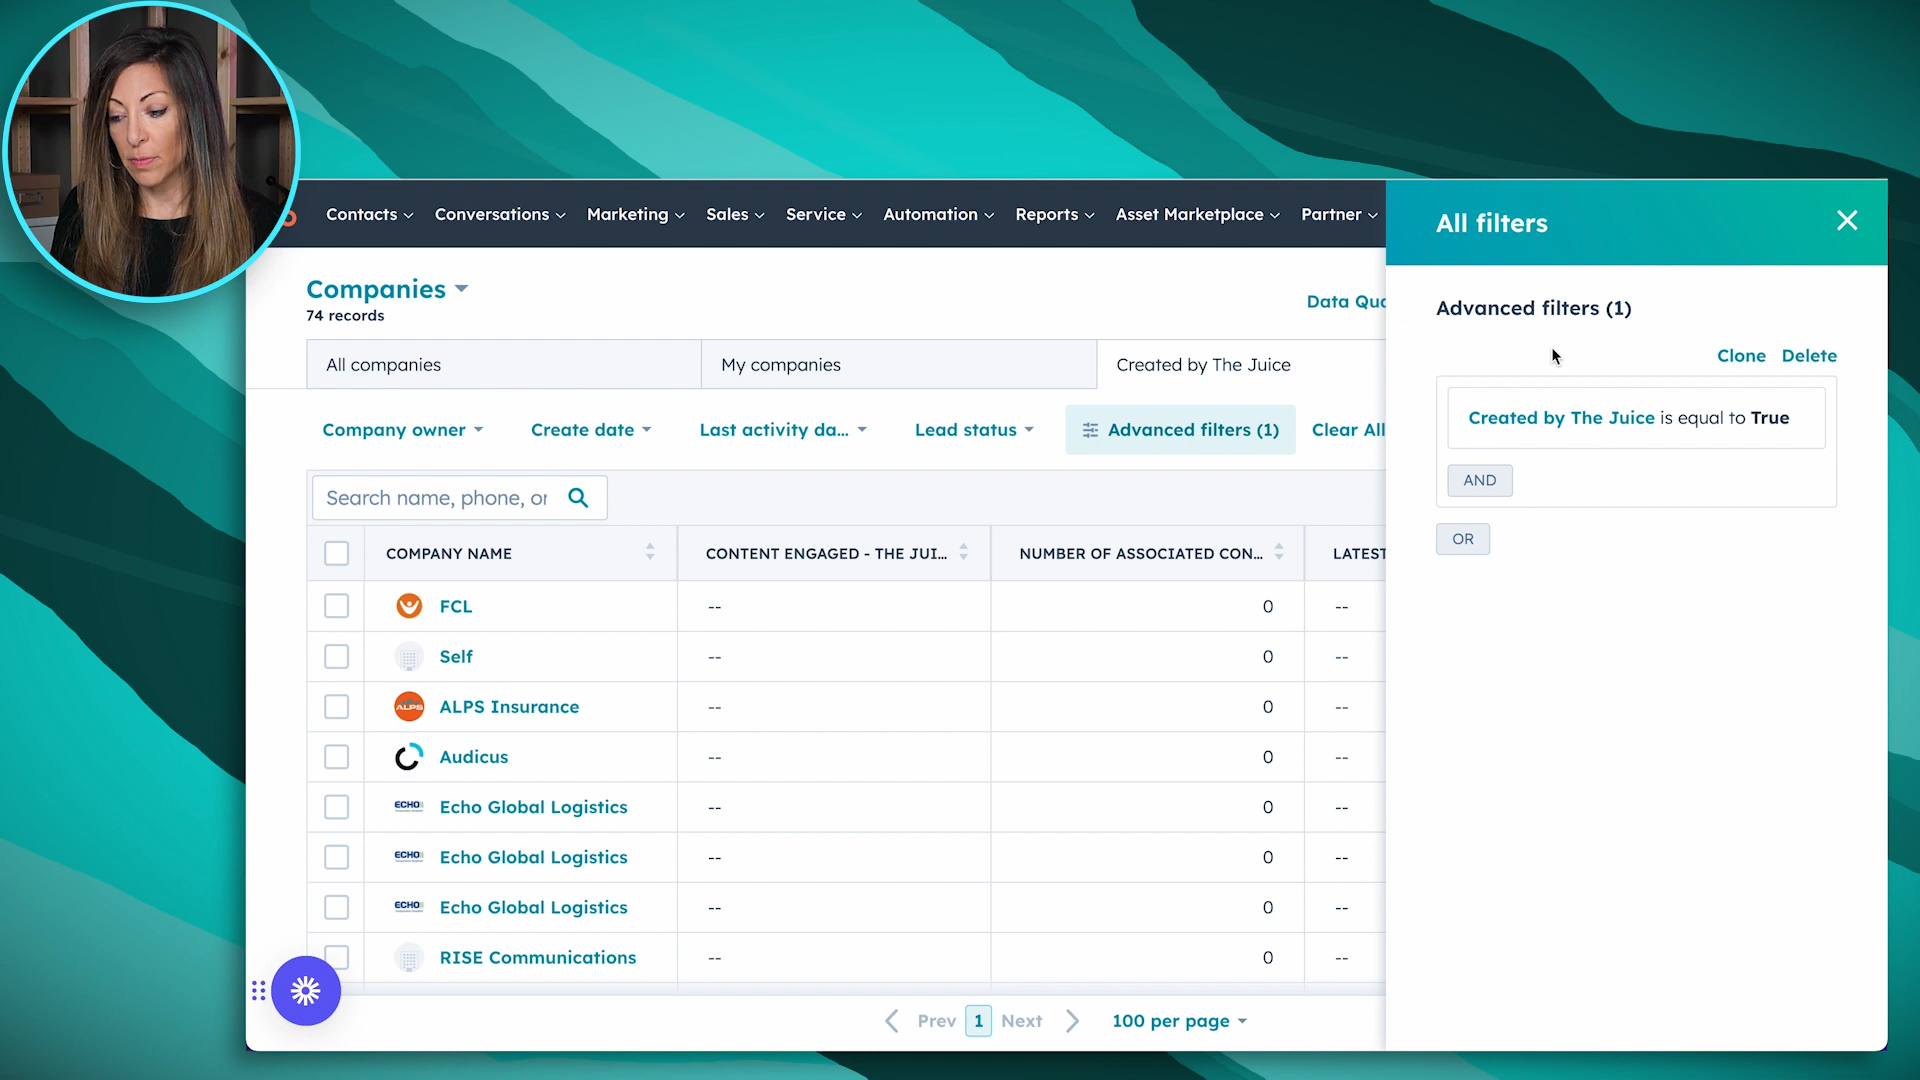 Contacts Conversations Marketing Sales Service Automation Reports Asset Marketplace Partner
All filters
Companies
74 records
Data Qua
Advanced filters (1)
Clone Delete
All companies My companies Created by The Juice
Created by The Juice is equal to True
Company owner Create date Last activity da... Lead status Advanced filters (1) Clear All
AND
Search name, phone, or
OR
COMPANY NAME CONTENT ENGAGED - THE JUI... NUMBER OF ASSOCIATED CON... LATEST
FCL -- 0 --
Self -- 0 --
ALPS
ALPS Insurance -- 0 --
Audicus -- 0 --
ECHO
Echo Global Logistics -- 0 --
ECHO
Echo Global Logistics -- 0 --
ECHO
Echo Global Logistics -- 0 --
RISE Communications -- 0 --
Prev 1 Next 100 per page